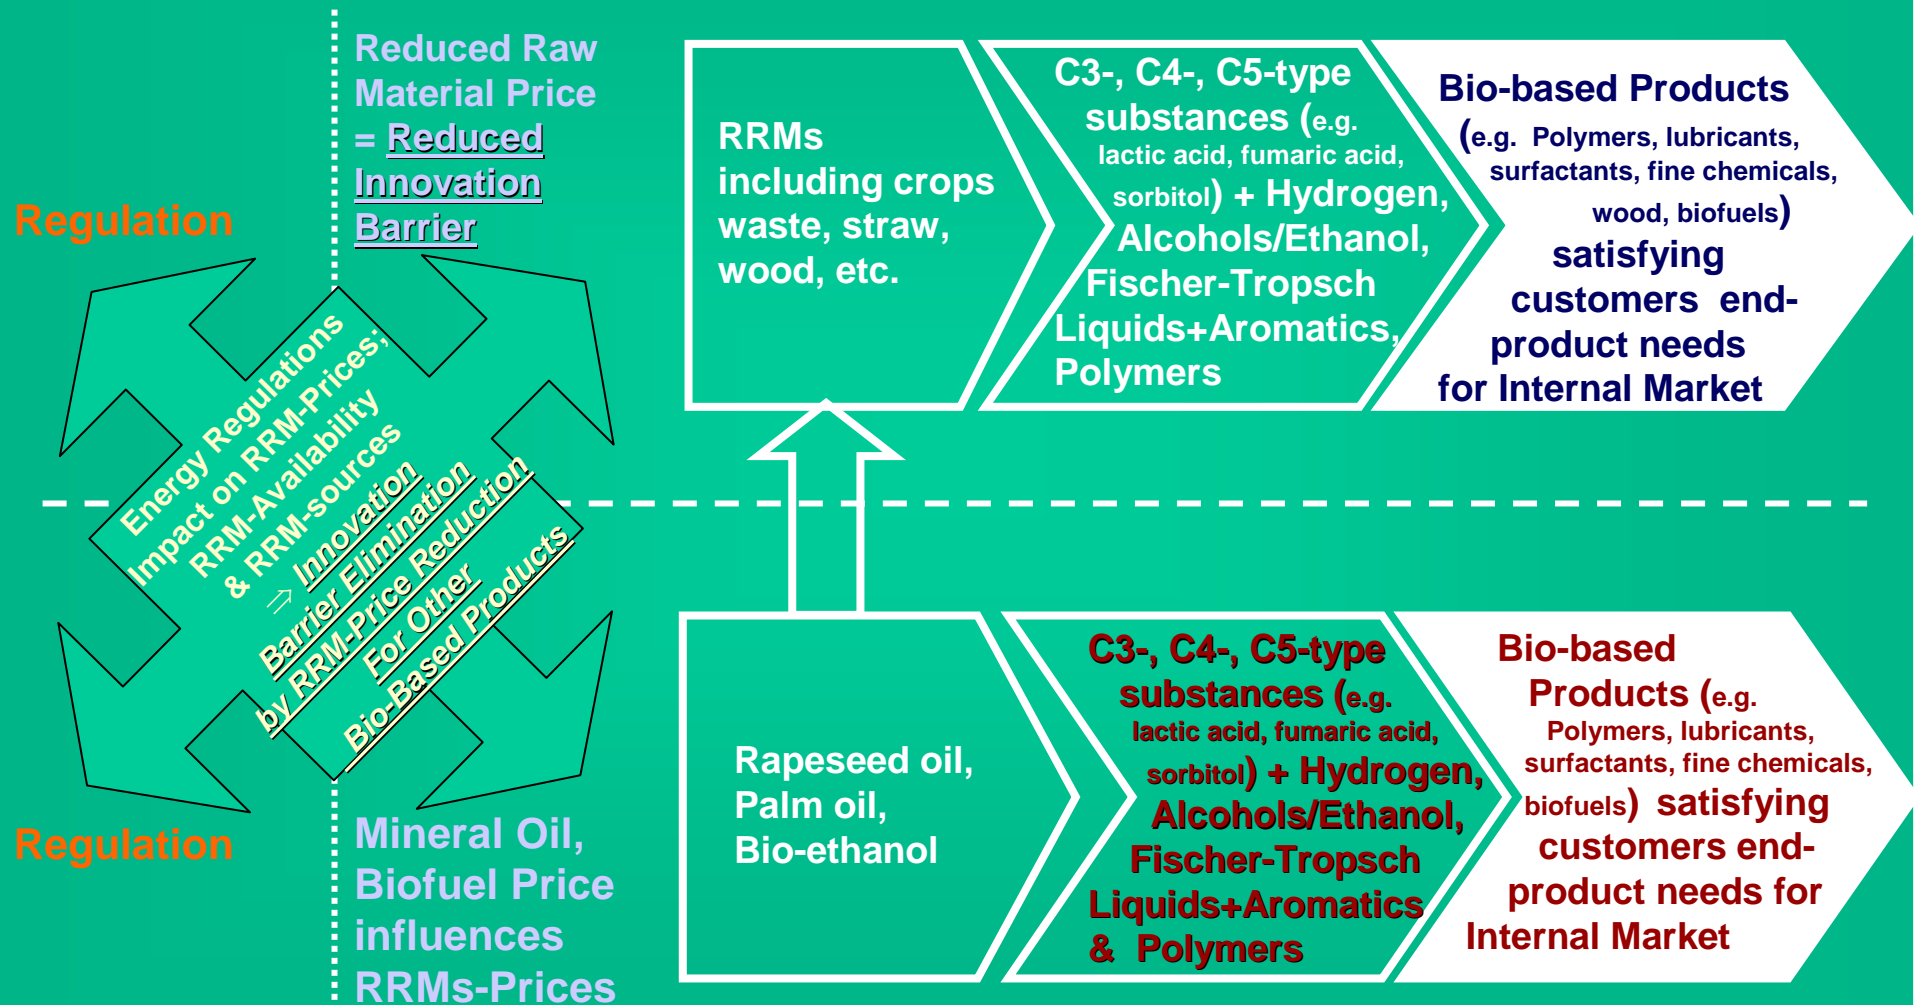 Reduced Raw
Material Price
= Reduced
Innovation
Barrier
Regulation
Energy Regulations
Impact on RRM-Prices;
RRM-Availability
& RRM-sources
⇒ Innovation
Barrier Elimination
by RRM-Price Reduction
For Other
Bio-Based Products
Regulation
Mineral Oil,
Biofuel Price
influences
RRMs-Prices
RRMs
including crops
waste, straw,
wood, etc.
C3-, C4-, C5-type
substances (e.g.
lactic acid, fumaric acid,
sorbitol) + Hydrogen,
Alcohols/Ethanol,
Fischer-Tropsch
Liquids+Aromatics,
Polymers
Bio-based Products
(e.g. Polymers, lubricants,
surfactants, fine chemicals,
wood, biofuels)
satisfying
customers end-
product needs
for Internal Market
Rapeseed oil,
Palm oil,
Bio-ethanol
C3-, C4-, C5-type
substances (e.g.
lactic acid, fumaric acid,
sorbitol) + Hydrogen,
Alcohols/Ethanol,
Fischer-Tropsch
Liquids+Aromatics
& Polymers
Bio-based
Products (e.g.
Polymers, lubricants,
surfactants, fine chemicals,
biofuels) satisfying
customers end-
product needs for
Internal Market